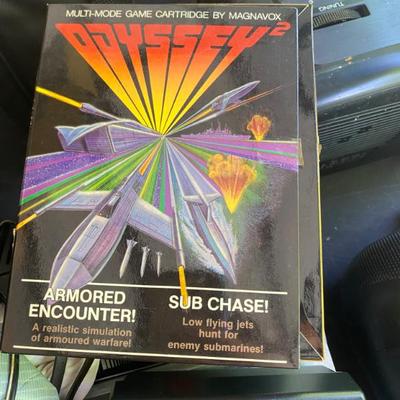 MULTI-MODE GAME CARTRIDGE BY MAGNAVOX
ODYSSEY²
ARMORED
ENCOUNTER!
A realistic simulation
of armoured warfare!
SUB CHASE!
Low flying jets
hunt for
enemy submarines!
TUNING